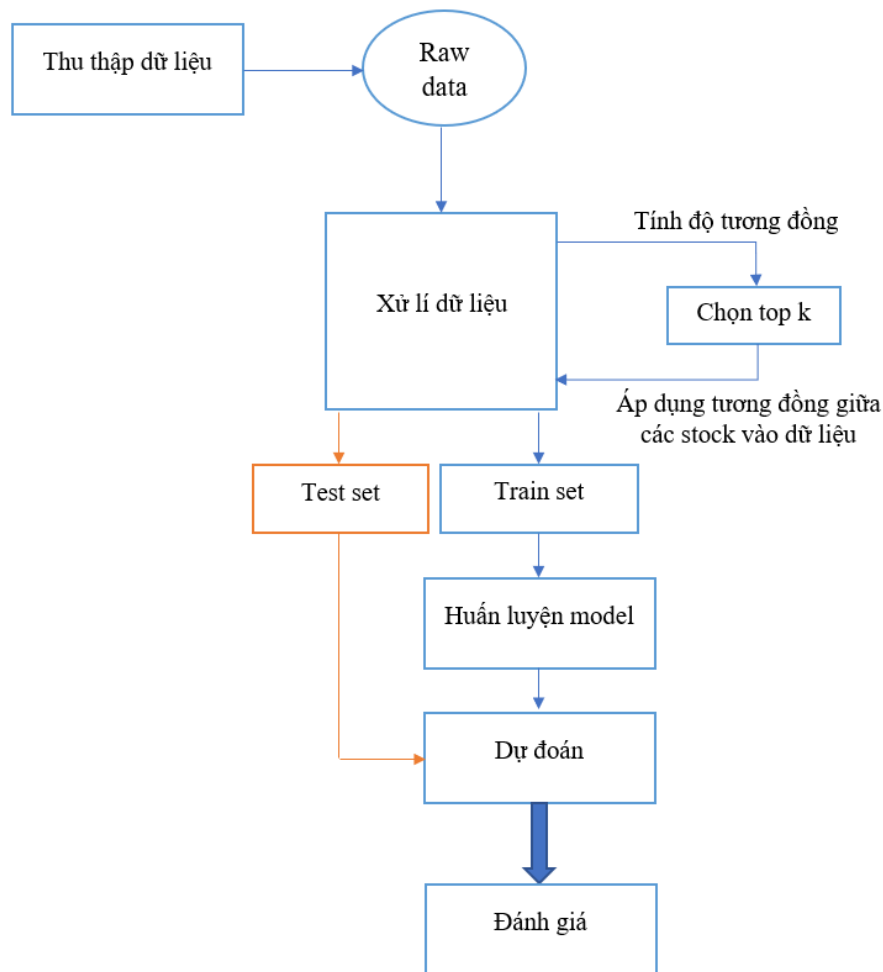 Thu thập dữ liệu
Raw
data
Tính độ tương đồng
Xử lí dữ liệu
Chọn top k
Áp dụng tương đồng giữa
các stock vào dữ liệu
Test set
Train set
Huấn luyện model
Dự đoán
Đánh giá